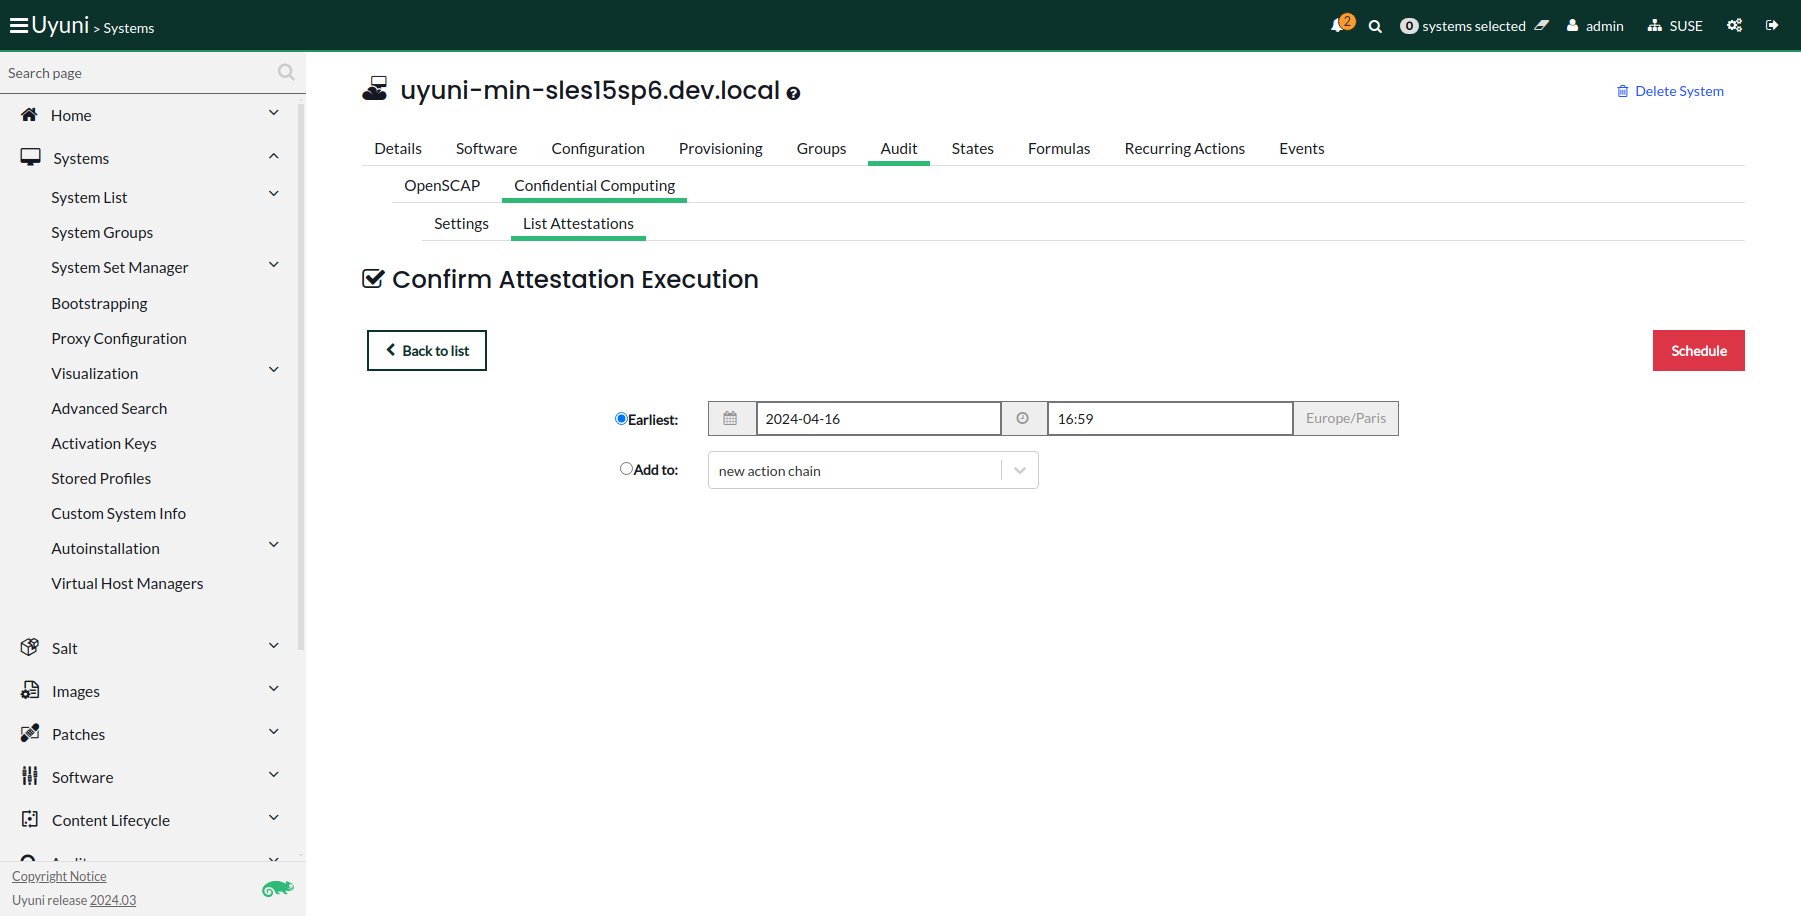 Uyuni > Systems
2
0 systems selected
admin
SUSE
Search page
Home
Systems
System List
System Groups
System Set Manager
Bootstrapping
Proxy Configuration
Visualization
Advanced Search
Activation Keys
Stored Profiles
Custom System Info
Autoinstallation
Virtual Host Managers
Salt
Images
Patches
Software
Content Lifecycle
Audit
Copyright Notice
Uyuni release 2024.03
uyuni-min-sles15sp6.dev.local
Delete System
Details Software Configuration Provisioning Groups Audit States Formulas Recurring Actions Events
OpenSCAP Confidential Computing
Settings List Attestations
Confirm Attestation Execution
Back to list
Schedule
Earliest: 2024-04-16 16:59 Europe/Paris
Add to: new action chain